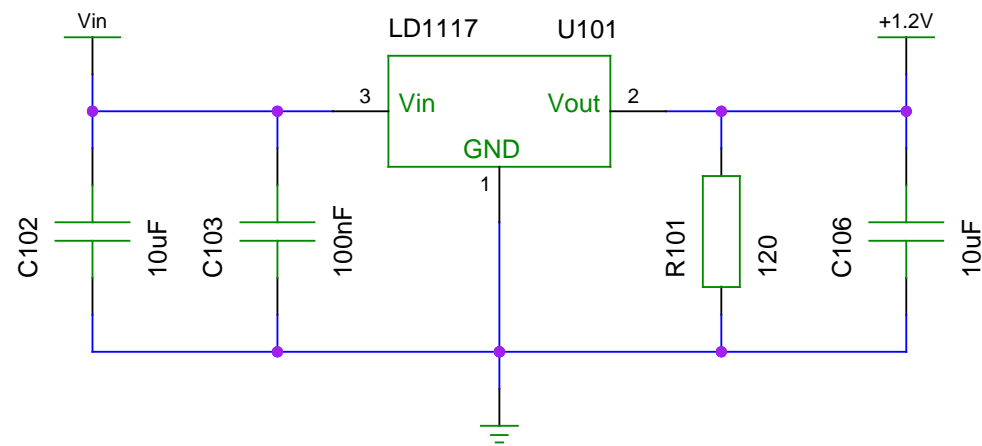 Vin
LD1117
U101
+1.2V
3
Vin
Vout
2
GND
1
C102
10uF
C103
100nF
R101
120
C106
10uF